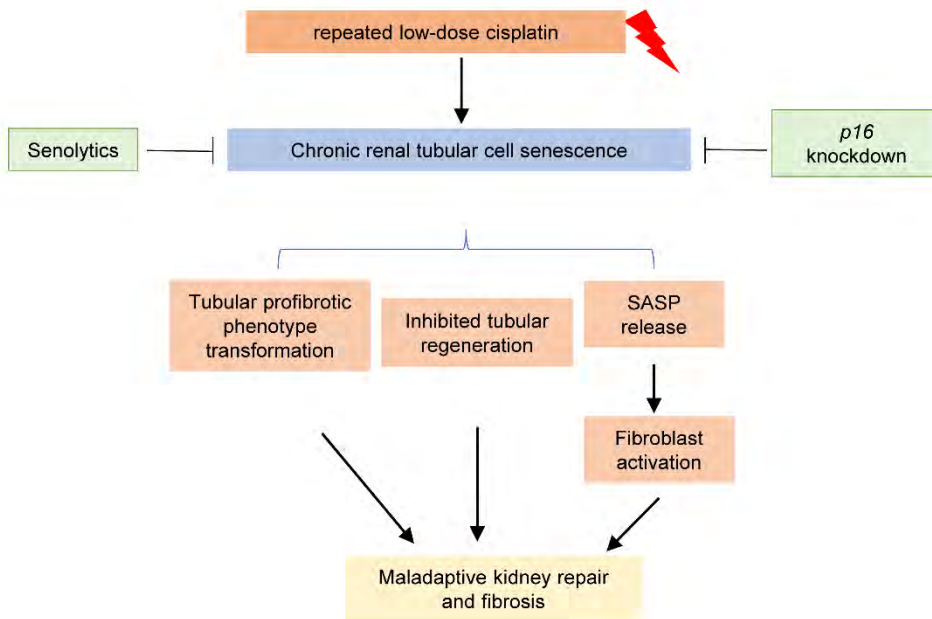 repeated low-dose cisplatin
Senolytics
Chronic renal tubular cell senescence
p16
knockdown
Tubular profibrotic
phenotype
transformation
Inhibited tubular
regeneration
SASP
release
Fibroblast
activation
Maladaptive kidney repair
and fibrosis